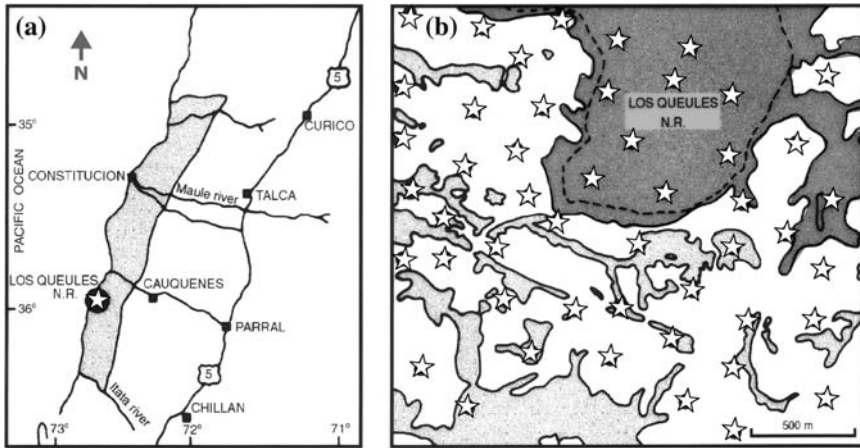 (a)
N
5
35°
CURICO
PACIFIC OCEAN
CONSTITUCION
Maule river
TALCA
LOS QUEULES
N.R.
CAUQUENES
36°
PARRAL
5
Itata river
CHILLAN
73°
72°
71°
(b)
LOS QUEULES
N.R.
500 m